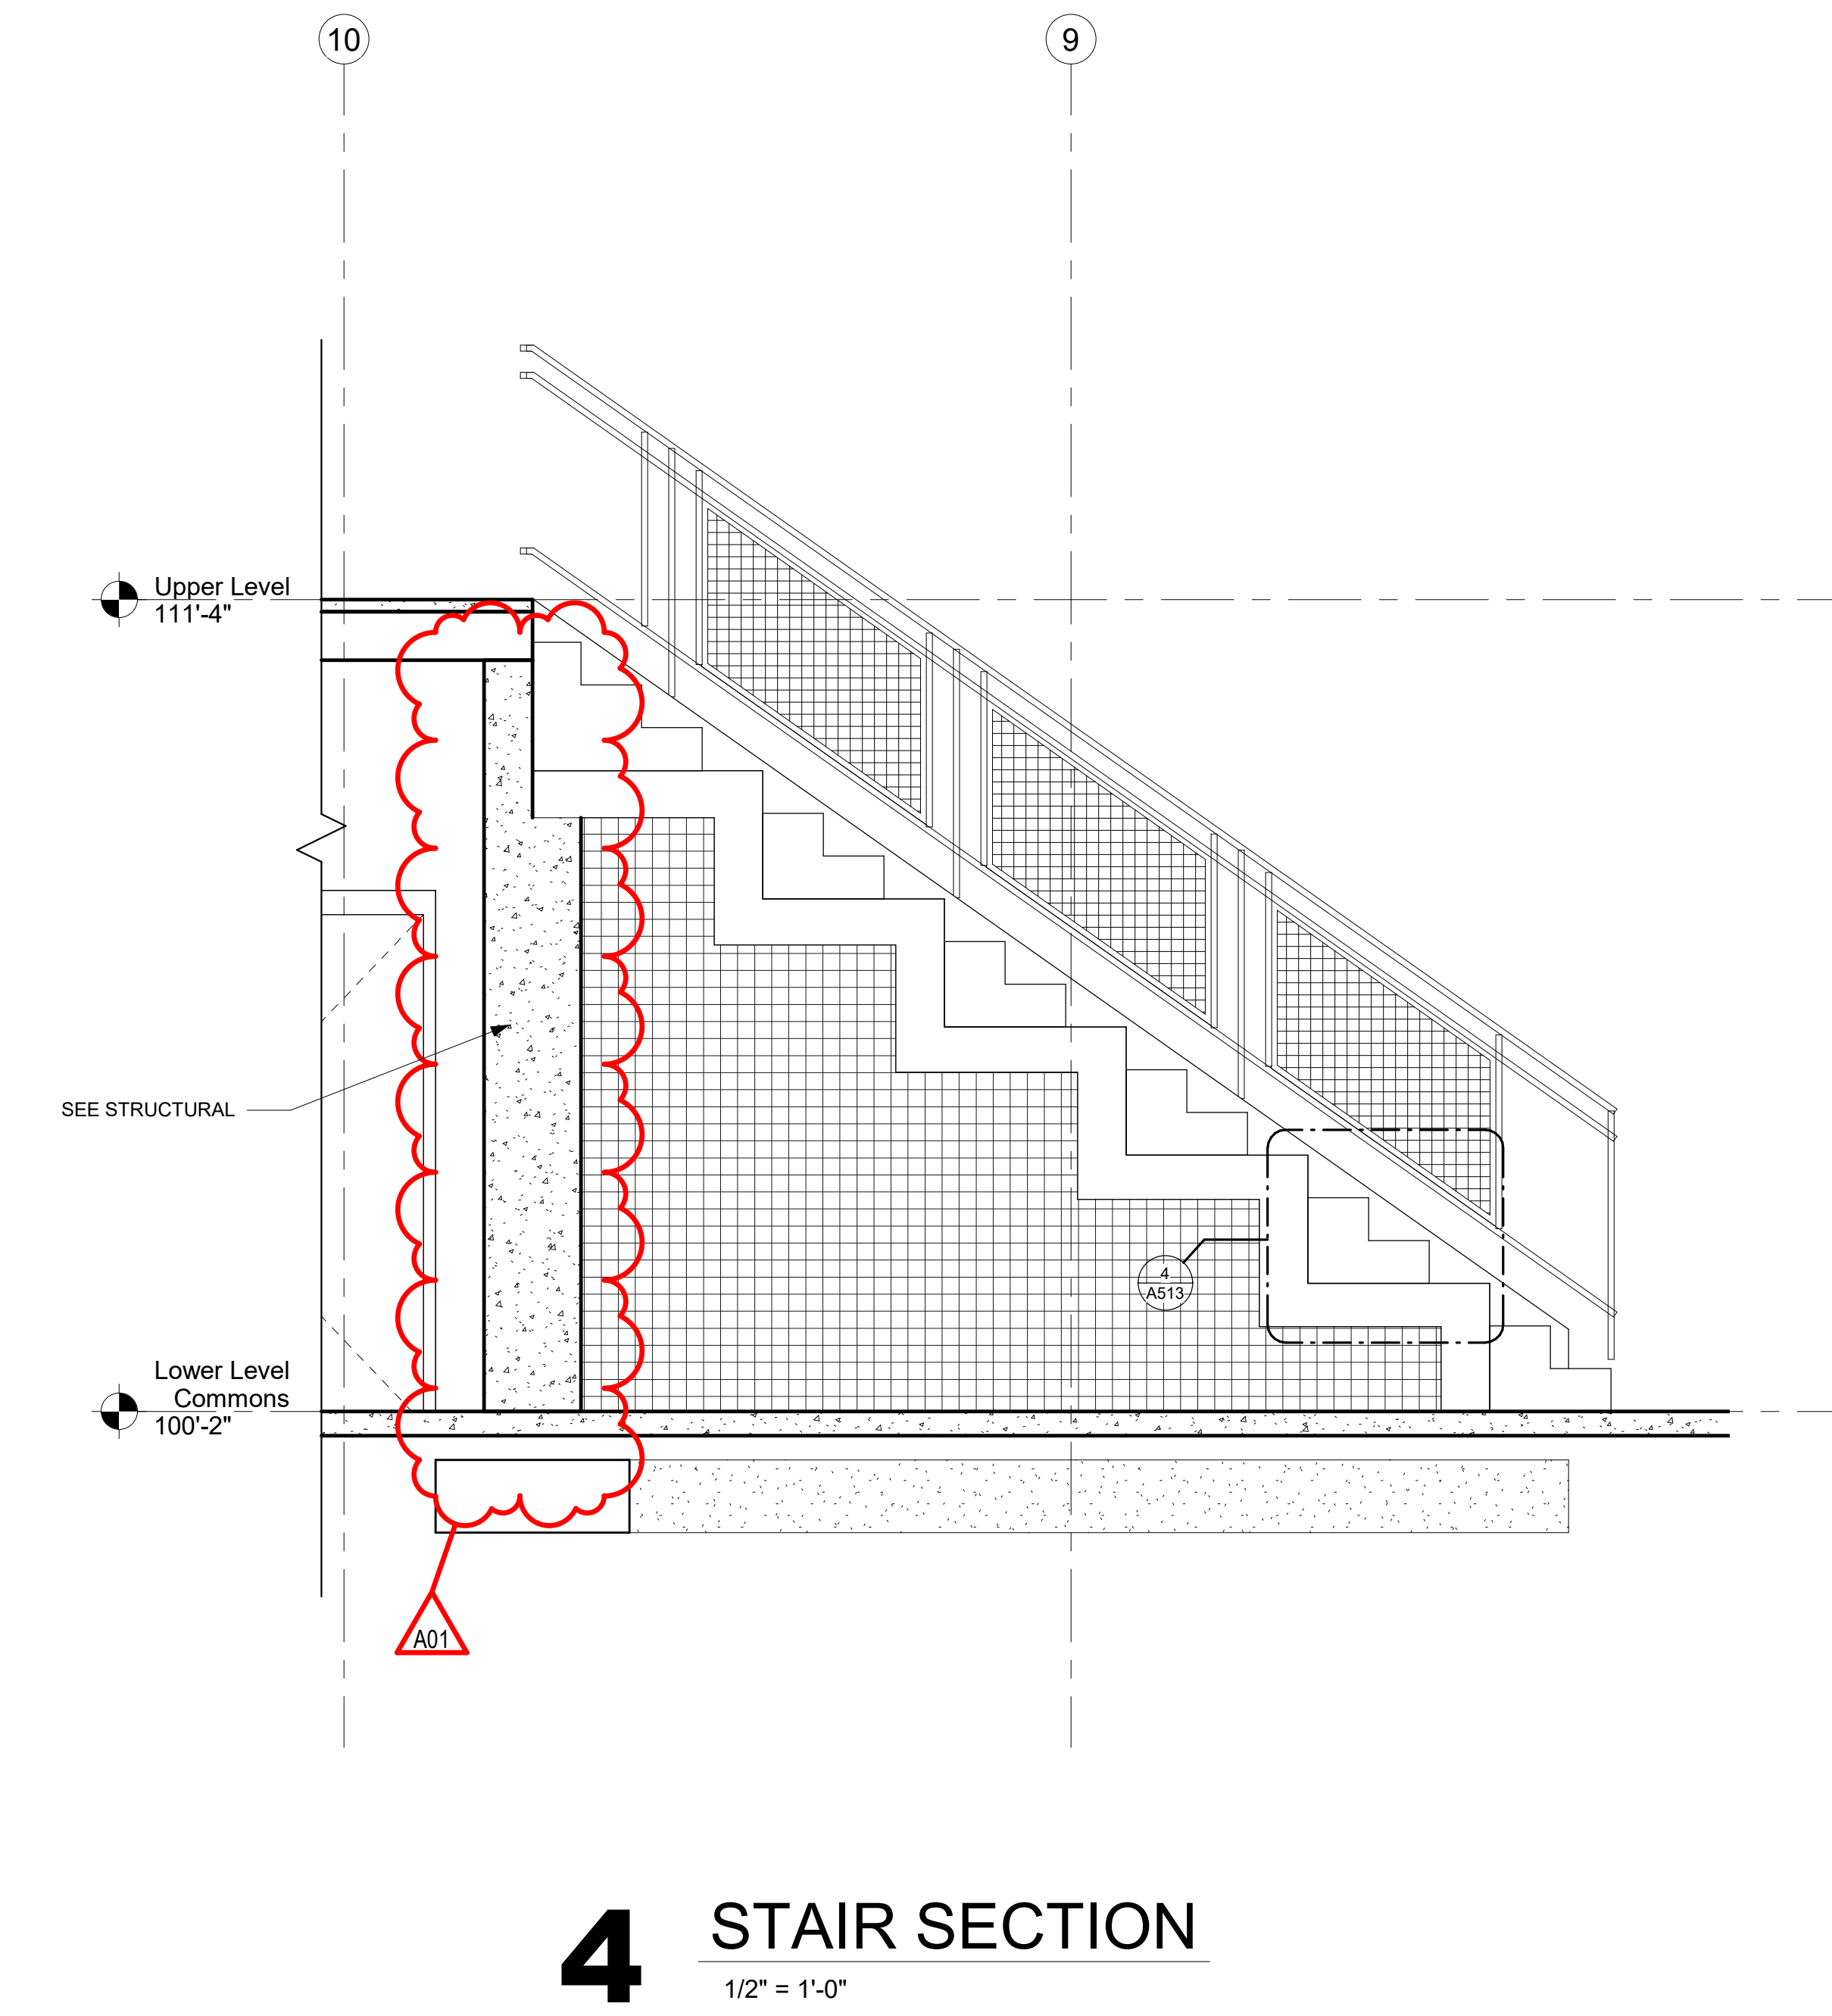 10
9
Upper Level
111'-4"
SEE STRUCTURAL
4
A513
Lower Level
Commons
100'-2"
A01
4
STAIR SECTION
1/2" = 1'-0"